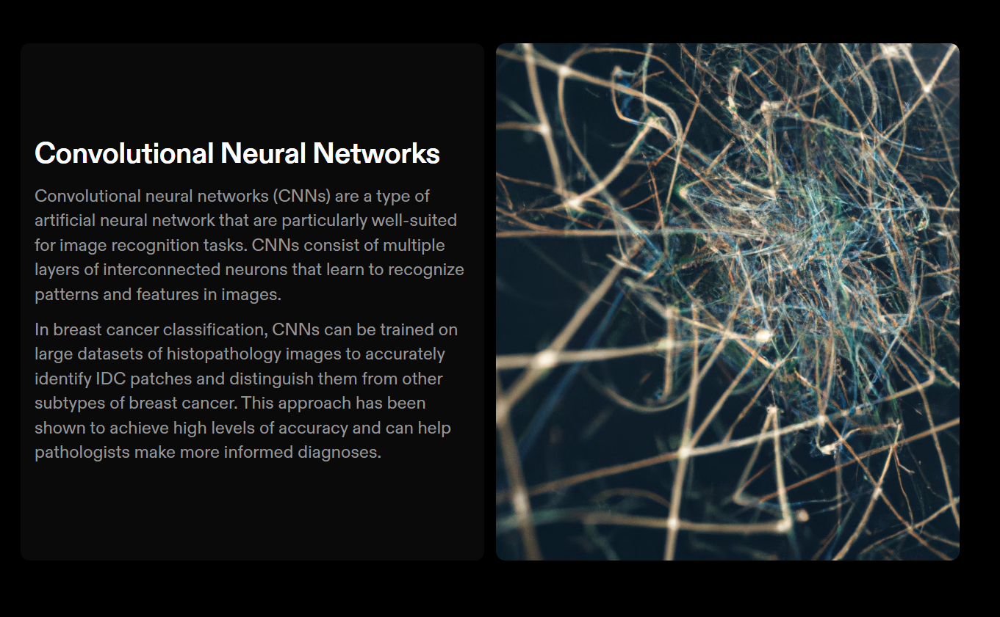 Convolutional Neural Networks
Convolutional neural networks (CNNs) are a type of
artificial neural network that are particularly well-suited
for image recognition tasks. CNNs consist of multiple
layers of interconnected neurons that learn to recognize
patterns and features in images.
In breast cancer classification, CNNs can be trained on
large datasets of histopathology images to accurately
identify IDC patches and distinguish them from other
subtypes of breast cancer. This approach has been
shown to achieve high levels of accuracy and can help
pathologists make more informed diagnoses.